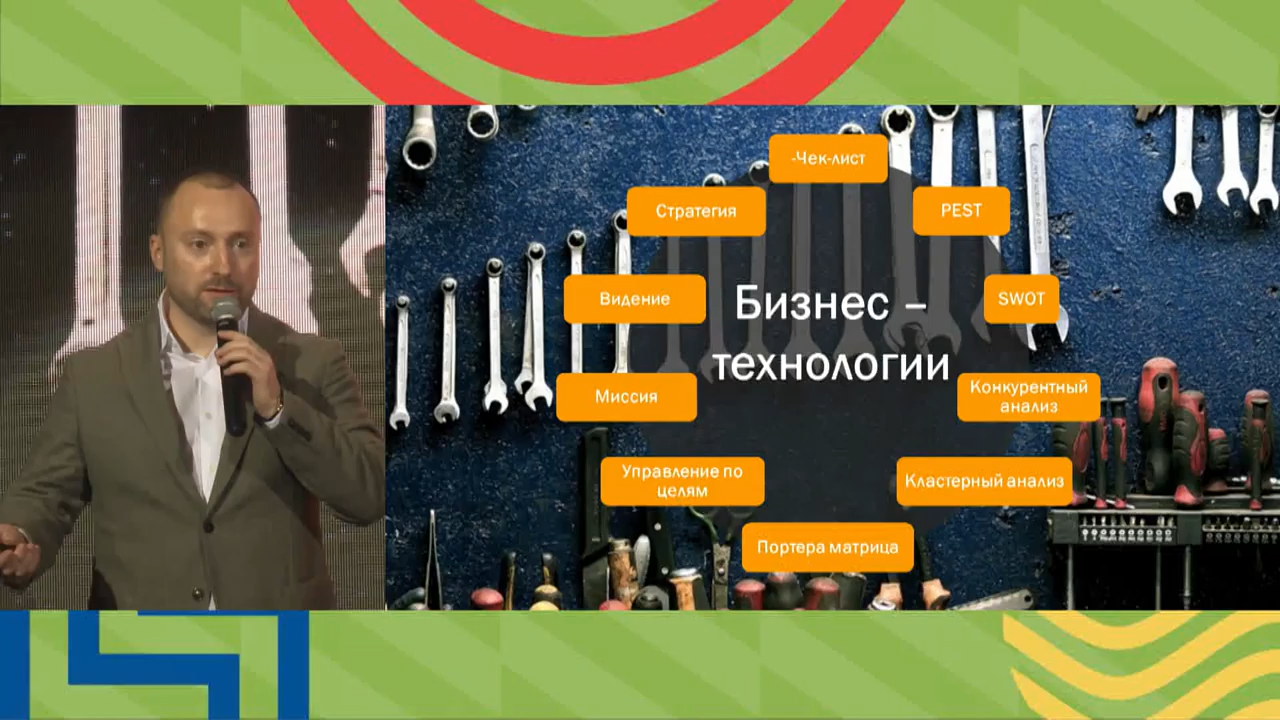 -Чек-лист
Стратегия
PEST
Видение
SWOT
Бизнес –
технологии
Миссия
Конкурентный
анализ
Управление по
целям
Кластерный анализ
Портера матрица